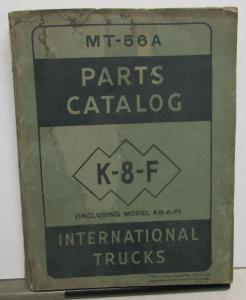 MT-56A
PARTS
CATALOG
K-8-F
(INCLUDING MODEL KB-8-F)
INTERNATIONAL
TRUCKS